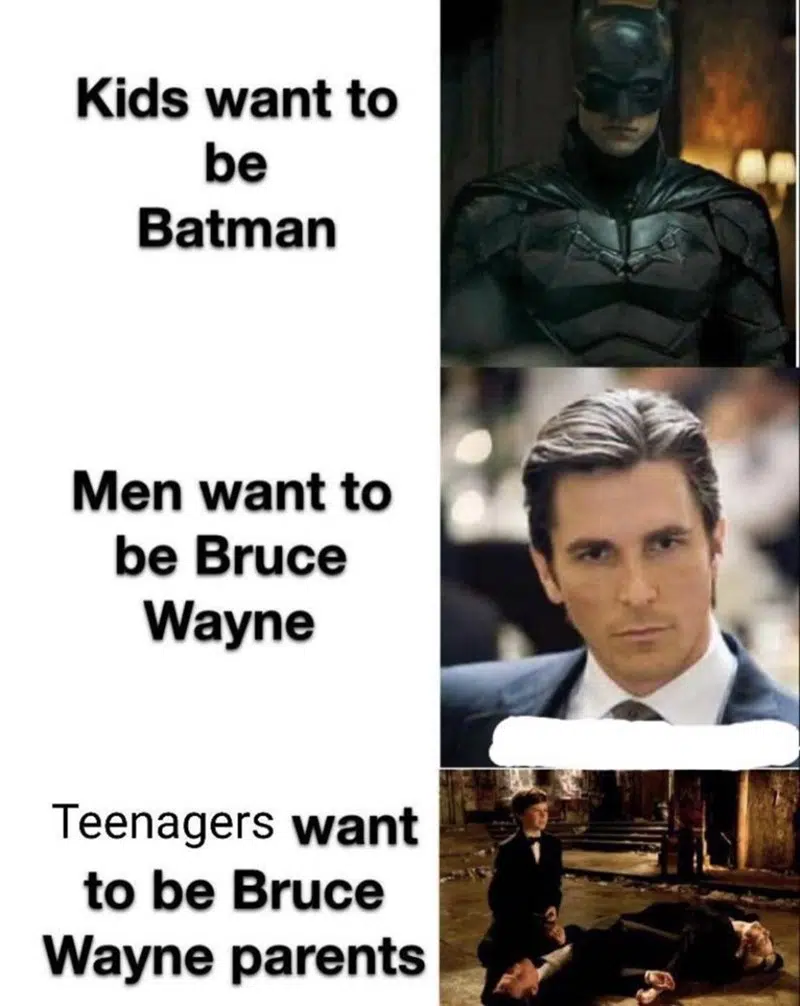 Kids want to
be
Batman
Men want to
be Bruce
Wayne
Teenagers want
to be Bruce
Wayne parents